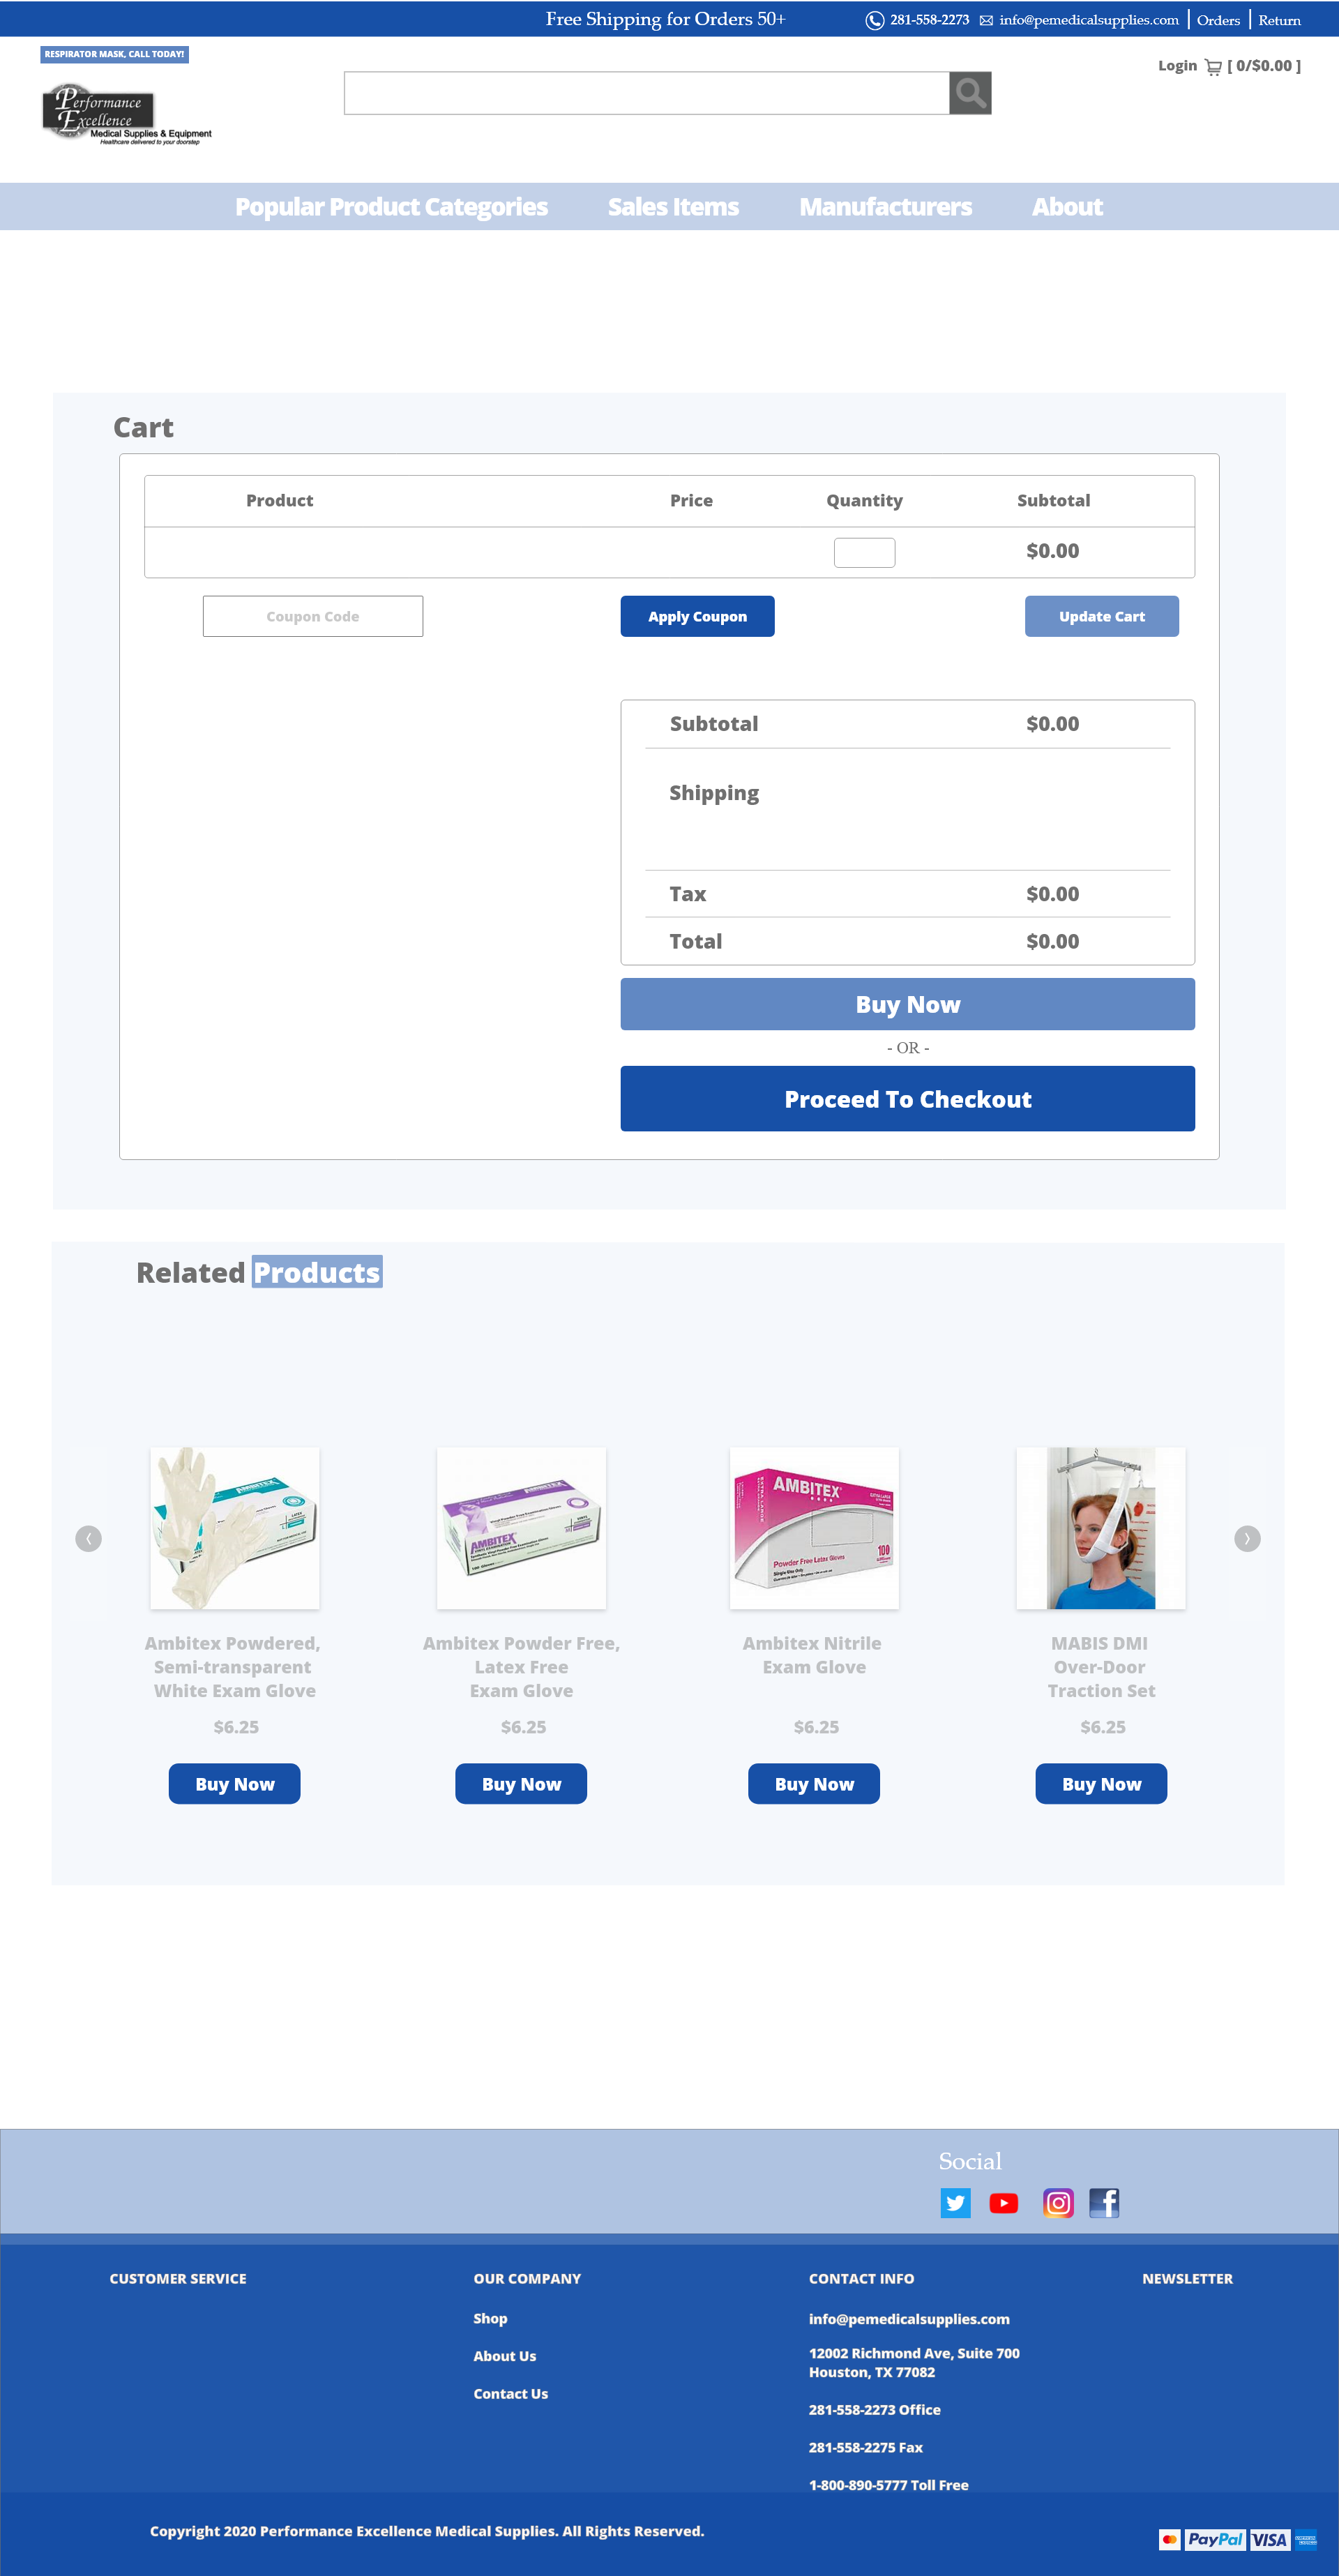 Free Shipping for Orders 50+
281-558-2273 info@pemedicalsupplies.com Orders Return
RESPIRATOR MASK, CALL TODAY!
Login [ 0/$0.00 ]
Performance
Excellence
Medical Supplies & Equipment
Healthcare delivered to your doorstep
Popular Product Categories Sales Items Manufacturers About
Cart
Product Price Quantity Subtotal
$0.00
Coupon Code Apply Coupon Update Cart
Subtotal $0.00
Shipping
Tax $0.00
Total $0.00
Buy Now
- OR -
Proceed To Checkout
Related Products
AMBITEX
AMBITEX
AMBITEX
Powder Free Latex Gloves
100
Ambitex Powdered,
Semi-transparent
White Exam Glove
$6.25
Buy Now
Ambitex Powder Free,
Latex Free
Exam Glove
$6.25
Buy Now
Ambitex Nitrile
Exam Glove
$6.25
Buy Now
MABIS DMI
Over-Door
Traction Set
$6.25
Buy Now
Social
CUSTOMER SERVICE
OUR COMPANY
Shop
About Us
Contact Us
CONTACT INFO
info@pemedicalsupplies.com
12002 Richmond Ave, Suite 700
Houston, TX 77082
281-558-2273 Office
281-558-2275 Fax
1-800-890-5777 Toll Free
NEWSLETTER
Copyright 2020 Performance Excellence Medical Supplies. All Rights Reserved.
PayPal VISA